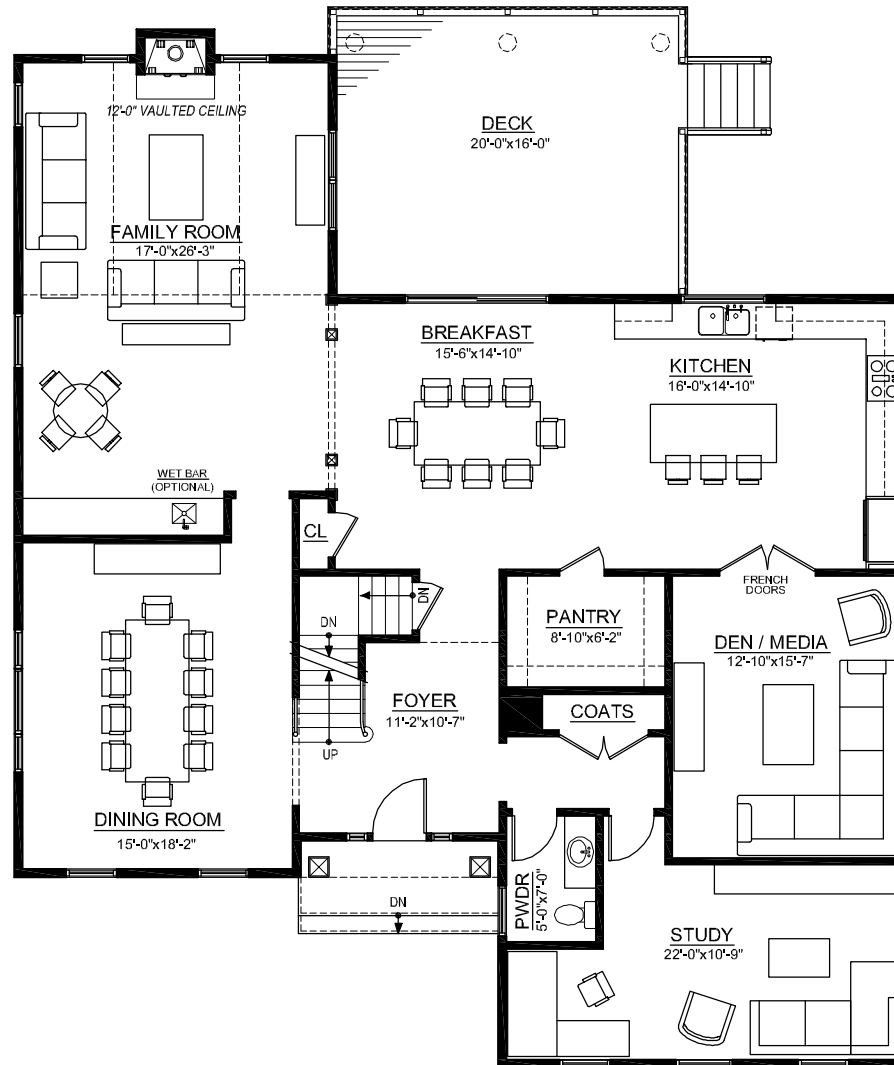 12'-0" VAULTED CEILING
DECK
20'-0"x16'-0"
FAMILY ROOM
17'-0"x26'-3"
BREAKFAST
15'-6"x14'-10"
KITCHEN
16'-0"x14'-10"
WET BAR
(OPTIONAL)
CL
FRENCH
DOORS
DN
DN
PANTRY
8'-10"x6'-2"
DEN / MEDIA
12'-10"x15'-7"
FOYER
11'-2"x10'-7"
COATS
UP
DINING ROOM
15'-0"x18'-2"
PWDR
5'-0"x7'-0"
DN
STUDY
22'-0"x10'-9"